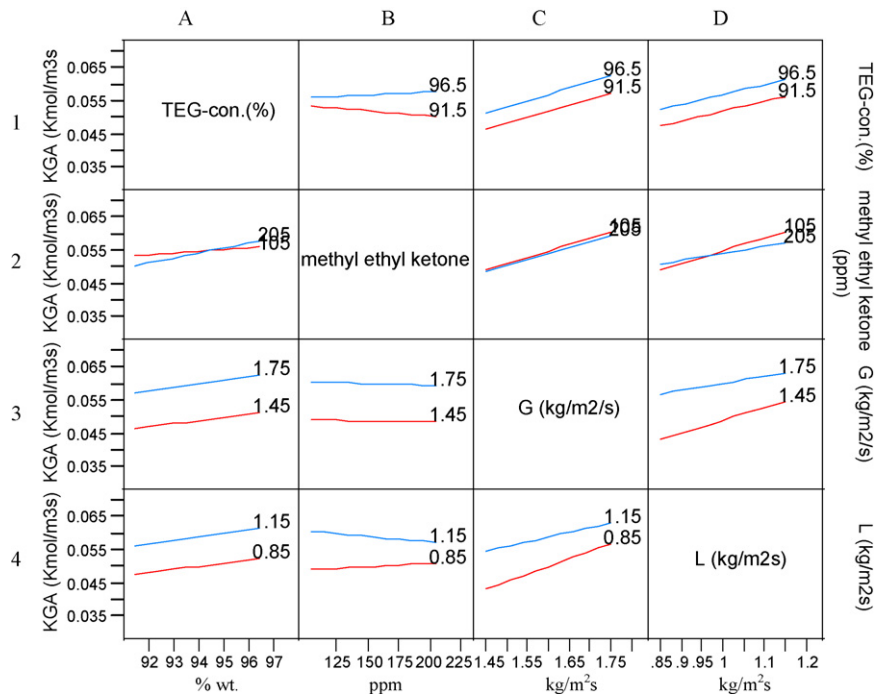 A B C D
1
KGA (Kmol/m3s)
0.065
0.055
0.045
0.035
TEG-con.(%)
96.5
91.5
96.5
91.5
96.5
91.5
TEG-con.(%)
2
KGA (Kmol/m3s)
0.065
0.055
0.045
0.035
205
105
methyl ethyl ketone
105
205
105
205
methyl ethyl ketone
(ppm)
3
KGA (Kmol/m3s)
0.065
0.055
0.045
0.035
1.75
1.45
1.75
1.45
G (kg/m2/s)
1.75
1.45
G (kg/m2/s)
4
KGA (Kmol/m3s)
0.065
0.055
0.045
0.035
1.15
0.85
1.15
0.85
1.15
0.85
L (kg/m2s)
L (kg/m2s)
92 93 94 95 96 97 125 150 175 200 225 1.45 1.55 1.65 1.75 .85 .9 .95 1 1.1 1.2
% wt. ppm kg/m²s kg/m²s